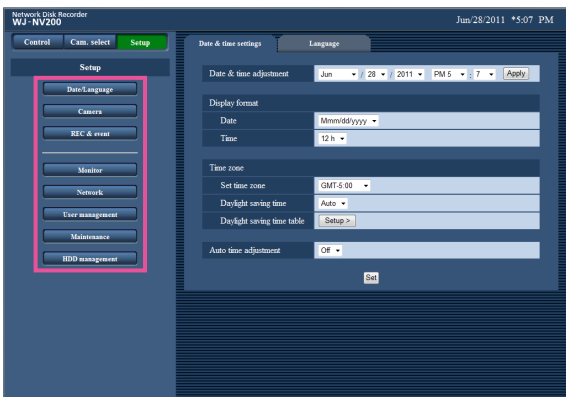 Network Disk Recorder
WJ-NV200
Jun/28/2011 *5:07 PM
Control Cam. select Setup
Setup
Date/Language
Camera
REC & event
Monitor
Network
User management
Maintenance
HDD management
Date & time settings Language
Date & time adjustment Jun / 28 / 2011 PM 5 : 7 Apply
Display format
Date Mmm/dd/yyyy
Time 12 h
Time zone
Set time zone GMT-5:00
Daylight saving time Auto
Daylight saving time table Setup >
Auto time adjustment Off
Set